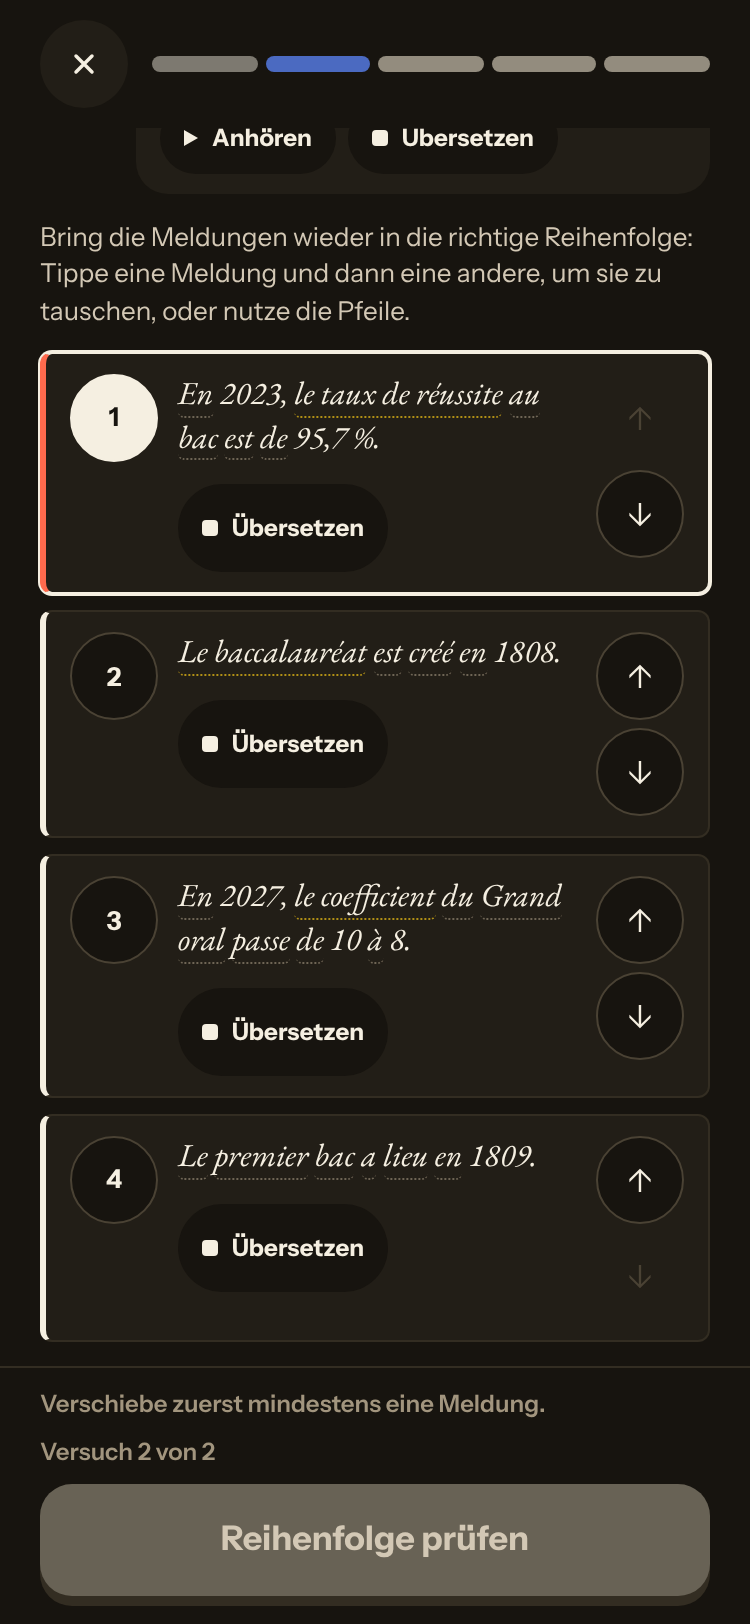 Anhören Übersetzen
Bring die Meldungen wieder in die richtige Reihenfolge:
Tippe eine Meldung und dann eine andere, um sie zu
tauschen, oder nutze die Pfeile.
1
En 2023, le taux de réussite au
bac est de 95,7 %.
Übersetzen
2
Le baccalauréat est créé en 1808.
Übersetzen
3
En 2027, le coefficient du Grand
oral passe de 10 à 8.
Übersetzen
4
Le premier bac a lieu en 1809.
Übersetzen
Verschiebe zuerst mindestens eine Meldung.
Versuch 2 von 2
Reihenfolge prüfen